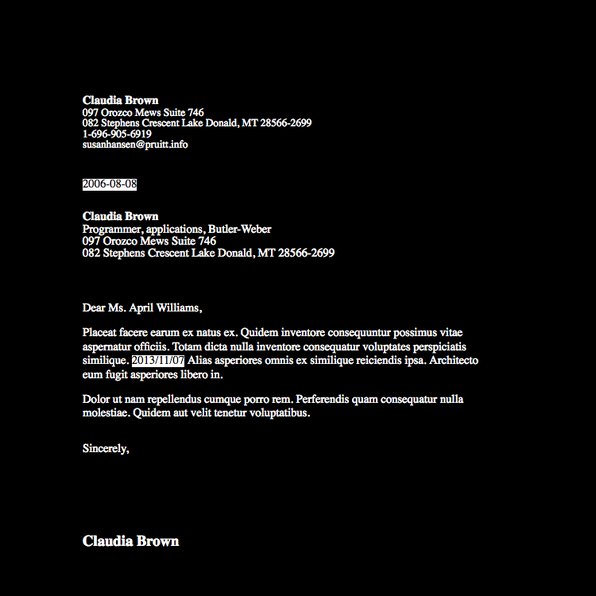 Claudia Brown
097 Orozco Mews Suite 746
082 Stephens Crescent Lake Donald, MT 28566-2699
1-696-905-6919
susanhansen@pruitt.info
2006-08-08
Claudia Brown
Programmer, applications, Butler-Weber
097 Orozco Mews Suite 746
082 Stephens Crescent Lake Donald, MT 28566-2699
Dear Ms. April Williams,
Placeat facere earum ex natus ex. Quidem inventore consequuntur possimus vitae
aspernatur officiis. Totam dicta nulla inventore consequatur voluptates perspiciatis
similique. 2013/11/07 Alias asperiores omnis ex similique reiciendis ipsa. Architecto
eum fugit asperiores libero in.
Dolor ut nam repellendus cumque porro rem. Perferendis quam consequatur nulla
molestiae. Quidem aut velit tenetur voluptatibus.
Sincerely,
Claudia Brown